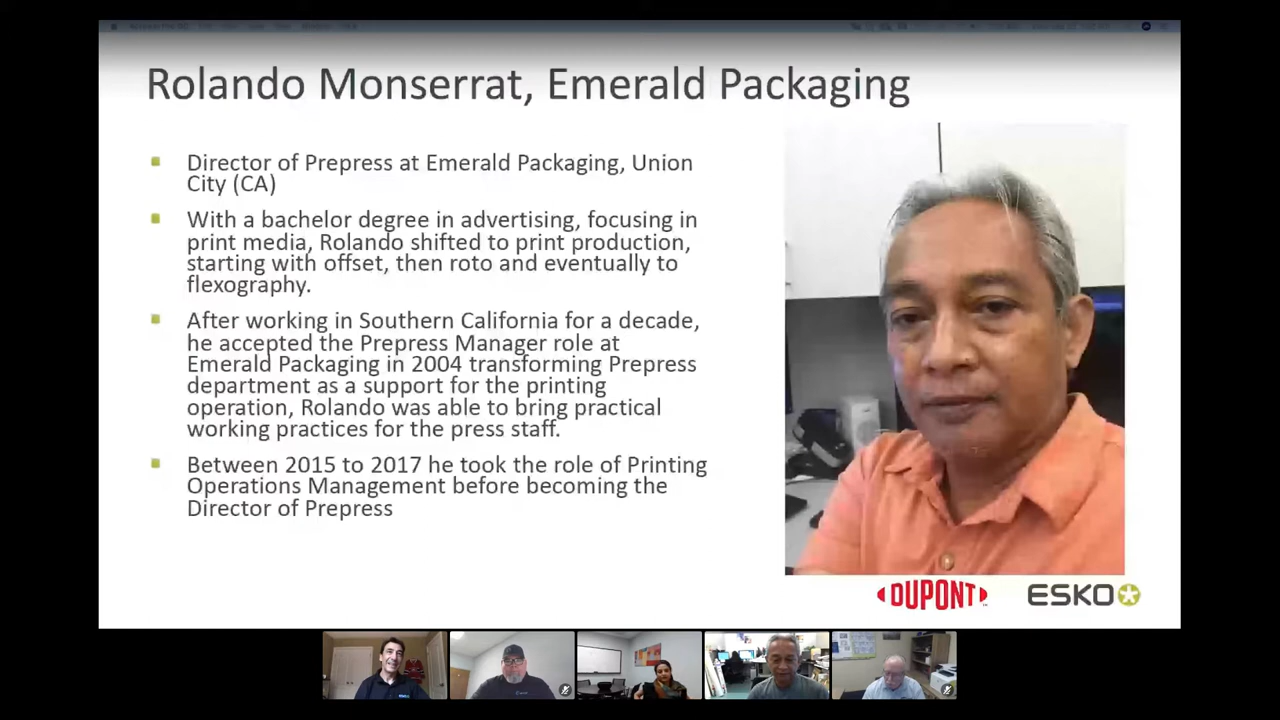 Rolando Monserrat, Emerald Packaging
Director of Prepress at Emerald Packaging, Union
City (CA)
With a bachelor degree in advertising, focusing in
print media, Rolando shifted to print production,
starting with offset, then roto and eventually to
flexography.
After working in Southern California for a decade,
he accepted the Prepress Manager role at
Emerald Packaging in 2004 transforming Prepress
department as a support for the printing
operation, Rolando was able to bring practical
working practices for the press staff.
Between 2015 to 2017 he took the role of Printing
Operations Management before becoming the
Director of Prepress
DUPONT
ESKO